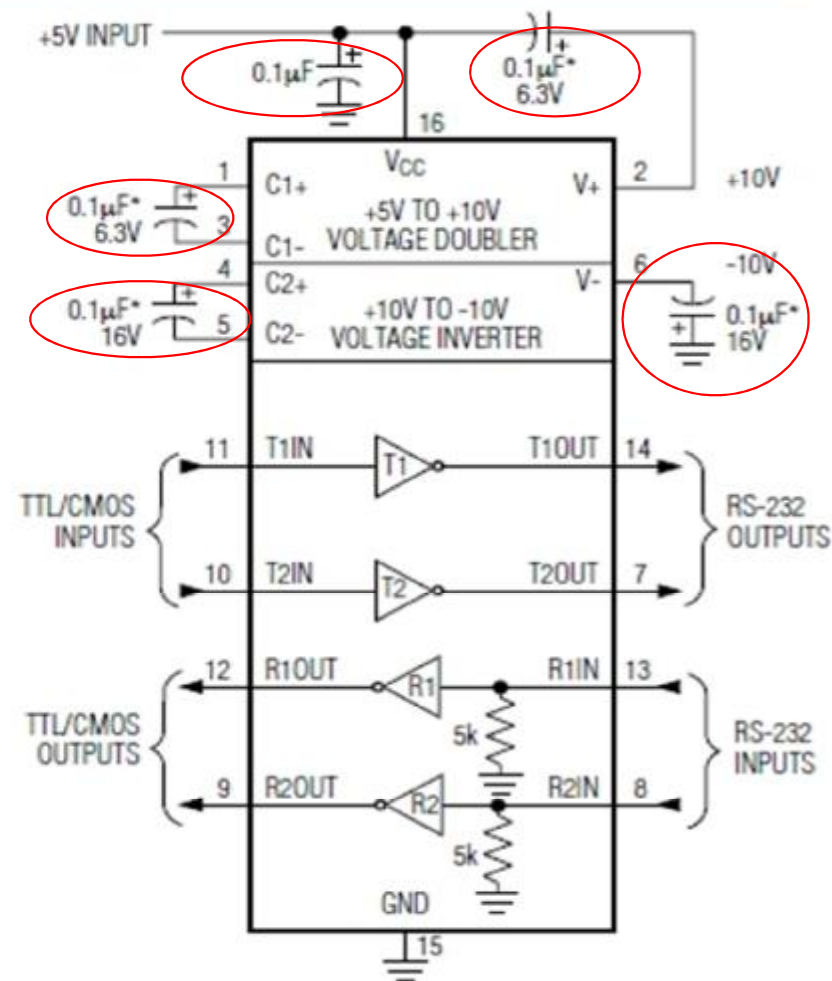 +5V INPUT
0.1µF
+
+
0.1µF*
6.3V
16
VCC
1
C1+
V+
2
+10V
+
0.1µF*
6.3V
3
C1-
+5V TO +10V
VOLTAGE DOUBLER
4
C2+
V-
6
-10V
+
0.1µF*
16V
5
C2-
+10V TO -10V
VOLTAGE INVERTER
+
0.1µF*
16V
TTL/CMOS
INPUTS
11
T1IN
T1
T1OUT
14
10
T2IN
T2
T2OUT
7
RS-232
OUTPUTS
TTL/CMOS
OUTPUTS
12
R1OUT
R1
R1IN
13
5k
9
R2OUT
R2
R2IN
8
5k
RS-232
INPUTS
GND
15